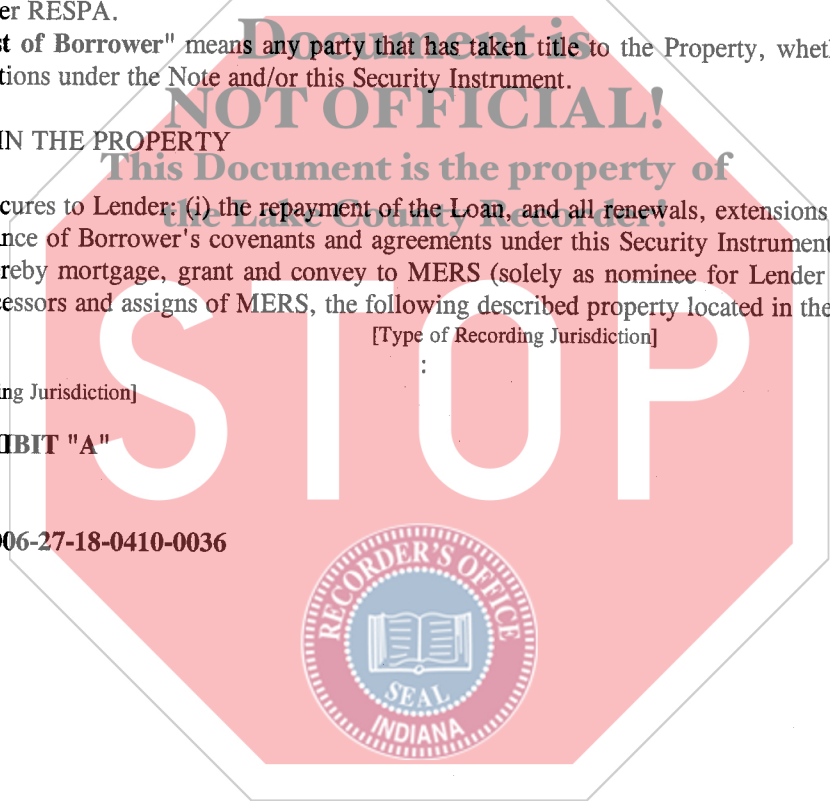 er RESPA.
Document is
t of Borrower" means any party that has taken title to the Property, whet
tions under the Note and/or this Security Instrument.
NOT OFFICIAL!
IN THE PROPERTY
This Document is the property of
cures to Lender: (i) the repayment of the Loan, and all renewals, extensions
the Lake County Recorder!
nce of Borrower's covenants and agreements under this Security Instrument
reby mortgage, grant and convey to MERS (solely as nominee for Lender
cessors and assigns of MERS, the following described property located in the
[Type of Recording Jurisdiction]
:
ng Jurisdiction]
IBIT "A"
STOP
06-27-18-0410-0036
RECORDER'S OFFICE
SEAL
INDIANA